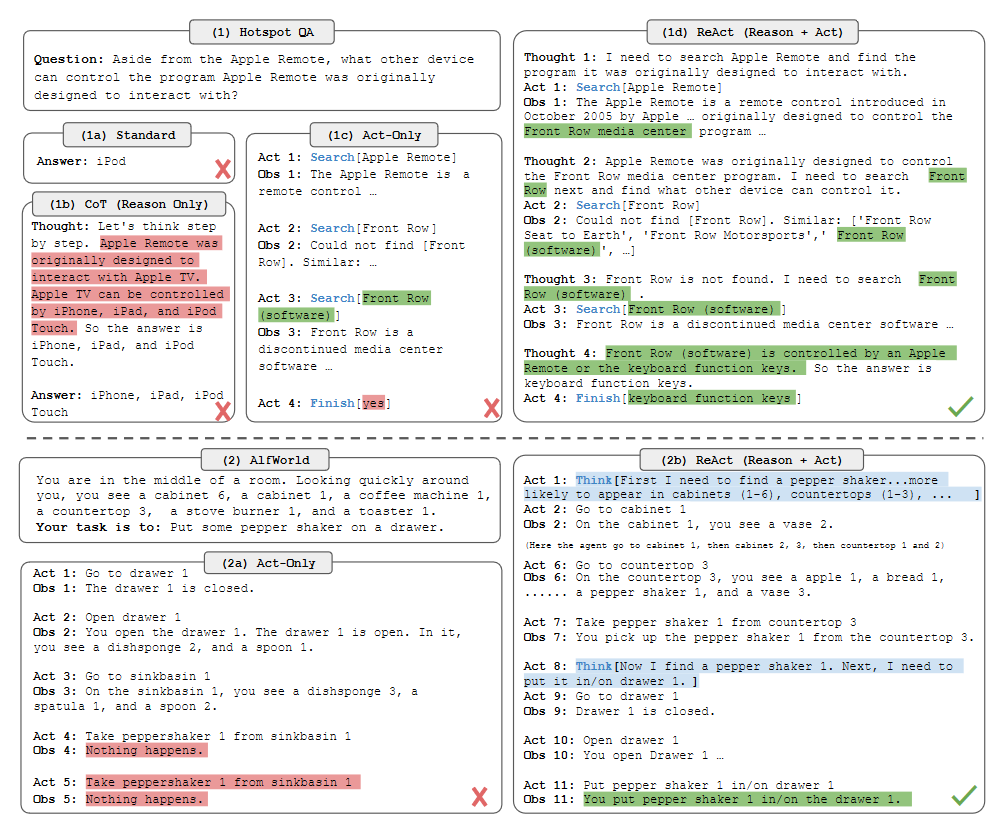 (1) Hotspot QA
Question: Aside from the Apple Remote, what other device
can control the program Apple Remote was originally
designed to interact with?
(1a) Standard
Answer: iPod
(1b) CoT (Reason Only)
Thought: Let's think step
by step. Apple Remote was
originally designed to
interact with Apple TV.
Apple TV can be controlled
by iPhone, iPad, and iPod
Touch. So the answer is
iPhone, iPad, and iPod
Touch.
Answer: iPhone, iPad, iPod
Touch
(1c) Act-Only
Act 1: Search[Apple Remote]
Obs 1: The Apple Remote is a
remote control …
Act 2: Search[Front Row]
Obs 2: Could not find [Front
Row]. Similar: …
Act 3: Search[Front Row
(software)]
Obs 3: Front Row is a
discontinued media center
software …
Act 4: Finish[yes]
(1d) ReAct (Reason + Act)
Thought 1: I need to search Apple Remote and find the
program it was originally designed to interact with.
Act 1: Search[Apple Remote]
Obs 1: The Apple Remote is a remote control introduced in
October 2005 by Apple … originally designed to control the
Front Row media center program …
Thought 2: Apple Remote was originally designed to control
the Front Row media center program. I need to search Front
Row next and find what other device can control it.
Act 2: Search[Front Row]
Obs 2: Could not find [Front Row]. Similar: ['Front Row
Seat to Earth', 'Front Row Motorsports',' Front Row
(software) ', …]
Thought 3: Front Row is not found. I need to search Front
Row (software) .
Act 3: Search[Front Row (software) ]
Obs 3: Front Row is a discontinued media center software …
Thought 4: Front Row (software) is controlled by an Apple
Remote or the keyboard function keys. So the answer is
keyboard function keys.
Act 4: Finish[keyboard function keys ]
(2) AlfWorld
You are in the middle of a room. Looking quickly around
you, you see a cabinet 6, a cabinet 1, a coffee machine 1,
a countertop 3, a stove burner 1, and a toaster 1.
Your task is to: Put some pepper shaker on a drawer.
(2a) Act-Only
Act 1: Go to drawer 1
Obs 1: The drawer 1 is closed.
Act 2: Open drawer 1
Obs 2: You open the drawer 1. The drawer 1 is open. In it,
you see a dishsponge 2, and a spoon 1.
Act 3: Go to sinkbasin 1
Obs 3: On the sinkbasin 1, you see a dishsponge 3, a
spatula 1, and a spoon 2.
Act 4: Take peppershaker 1 from sinkbasin 1
Obs 4: Nothing happens.
Act 5: Take peppershaker 1 from sinkbasin 1
Obs 5: Nothing happens.
(2b) ReAct (Reason + Act)
Act 1: Think[First I need to find a pepper shaker...more
likely to appear in cabinets (1-6), countertops (1-3), ... ]
Act 2: Go to cabinet 1
Obs 2: On the cabinet 1, you see a vase 2.
(Here the agent go to cabinet 1, then cabinet 2, 3, then countertop 1 and 2)
Act 6: Go to countertop 3
Obs 6: On the countertop 3, you see a apple 1, a bread 1,
...... a pepper shaker 1, and a vase 3.
Act 7: Take pepper shaker 1 from countertop 3
Obs 7: You pick up the pepper shaker 1 from the countertop 3.
Act 8: Think[Now I find a pepper shaker 1. Next, I need to
put it in/on drawer 1. ]
Act 9: Go to drawer 1
Obs 9: Drawer 1 is closed.
Act 10: Open drawer 1
Obs 10: You open Drawer 1 …
Act 11: Put pepper shaker 1 in/on drawer 1
Obs 11: You put pepper shaker 1 in/on the drawer 1.